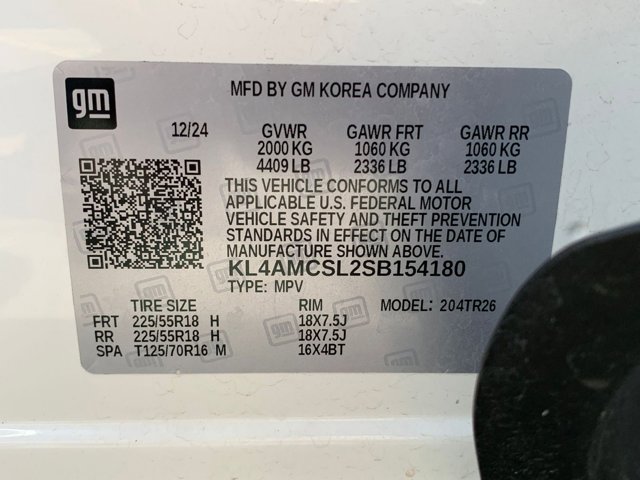 gm
MFD BY GM KOREA COMPANY
12/24 GVWR GAWR FRT GAWR RR
2000 KG 1060 KG 1060 KG
4409 LB 2336 LB 2336 LB
THIS VEHICLE CONFORMS TO ALL
APPLICABLE U.S. FEDERAL MOTOR
VEHICLE SAFETY AND THEFT PREVENTION
STANDARDS IN EFFECT ON THE DATE OF
MANUFACTURE SHOWN ABOVE.
KL4AMCSL2SB154180
TYPE: MPV
TIRE SIZE RIM MODEL: 204TR26
FRT 225/55R18 H 18X7.5J
RR 225/55R18 H 18X7.5J
SPA T125/70R16 M 16X4BT